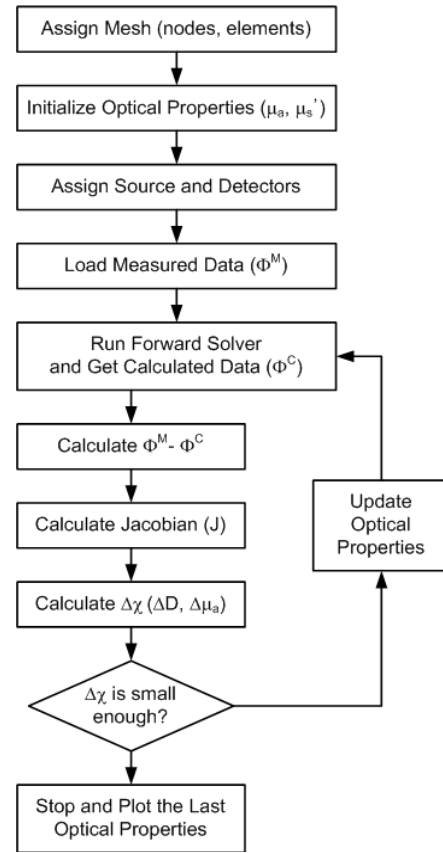 Assign Mesh (nodes, elements)
Initialize Optical Properties (μa, μs')
Assign Source and Detectors
Load Measured Data (Φᴹ)
Run Forward Solver
and Get Calculated Data (Φᶜ)
Calculate Φᴹ- Φᶜ
Calculate Jacobian (J)
Calculate Δχ (ΔD, Δμa)
Δχ is small
enough?
Stop and Plot the Last
Optical Properties
Update
Optical
Properties